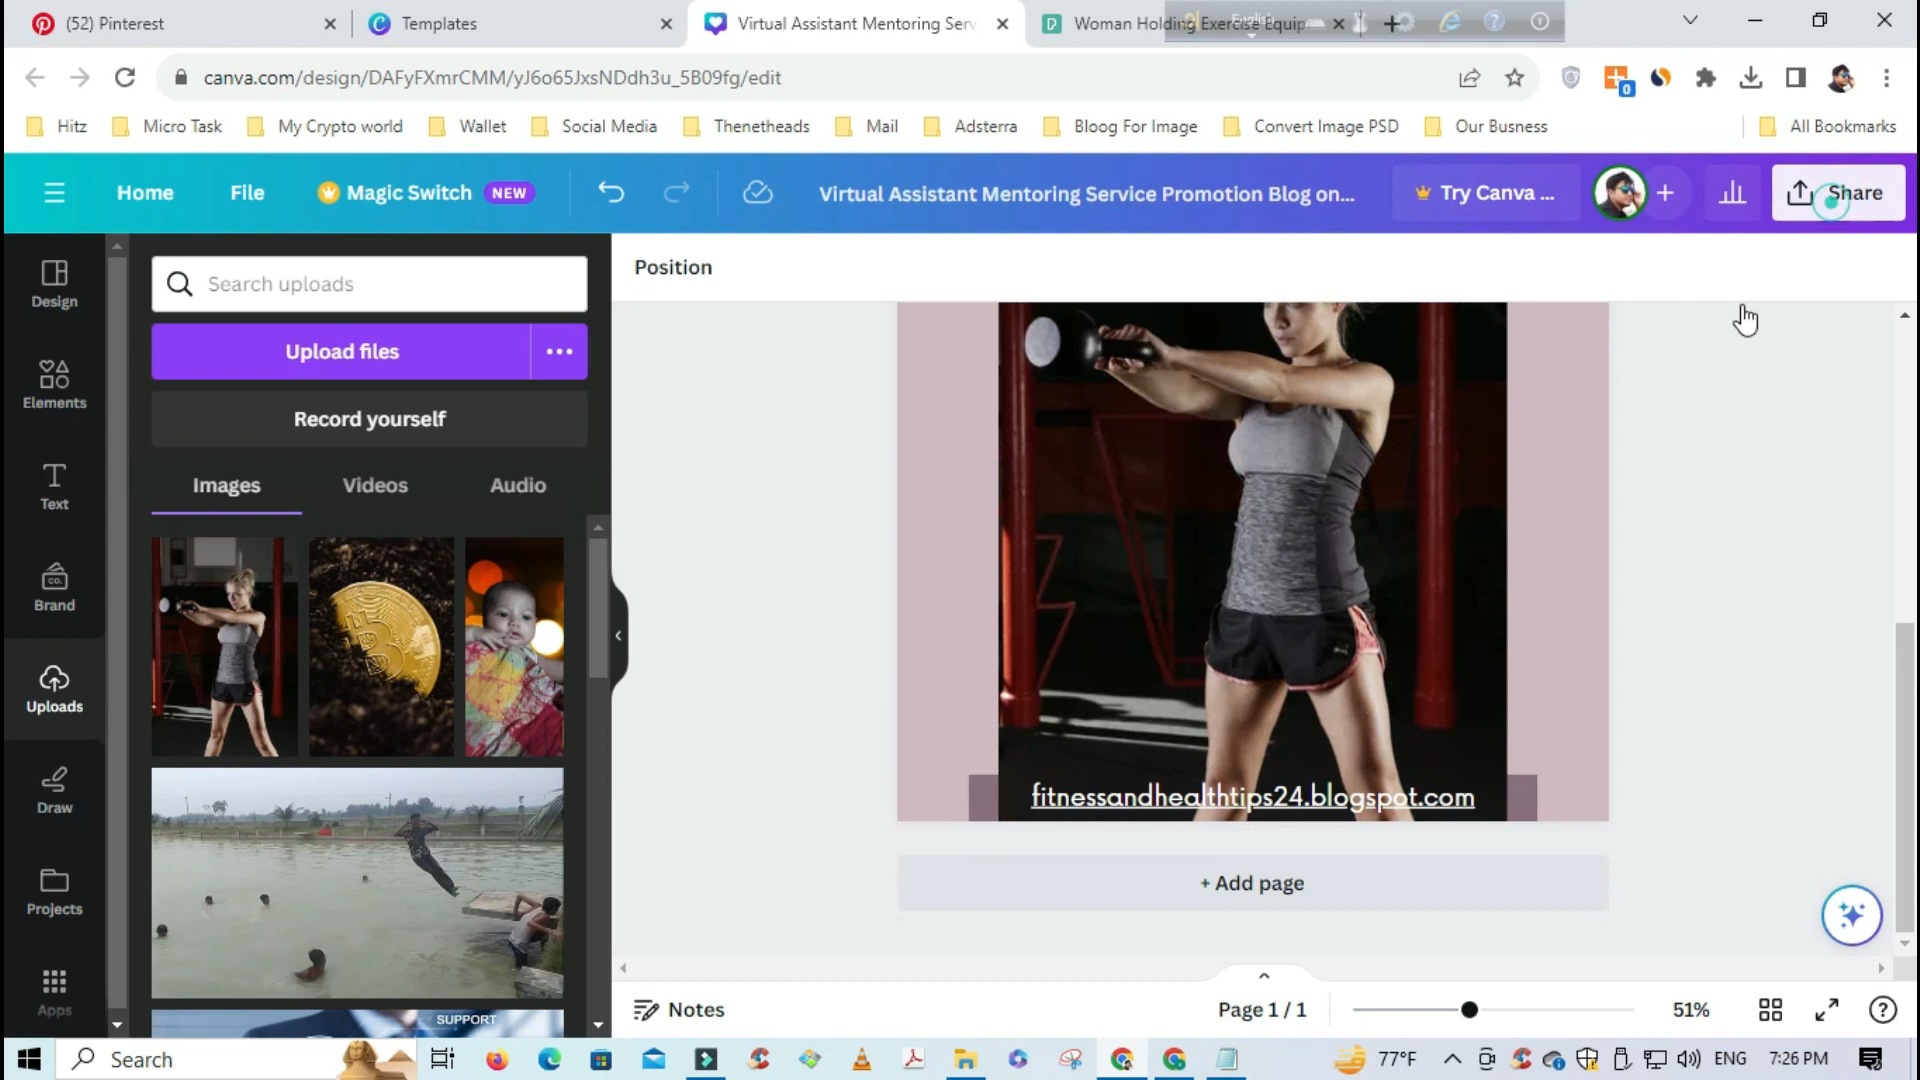 (52) Pinterest
Templates
Virtual Assistant Mentoring Serv
Woman Holding Exercise Equip
English
canva.com/design/DAFyFXmrCMM/yJ6o65JxsNDdh3u_5B09fg/edit
0
Hitz
Micro Task
My Crypto world
Wallet
Social Media
Thenetheads
Mail
Adsterra
Bloog For Image
Convert Image PSD
Our Busness
All Bookmarks
Home
File
Magic Switch NEW
Virtual Assistant Mentoring Service Promotion Blog on...
Try Canva ...
Share
Design
Elements
Text
CO.
Brand
Uploads
Draw
Projects
Apps
Search uploads
Upload files
Record yourself
Images
Videos
Audio
SUPPORT
Position
fitnessandhealthtips24.blogspot.com
+ Add page
Notes
Page 1 / 1
51%
Search
77°F
ENG
7:26 PM